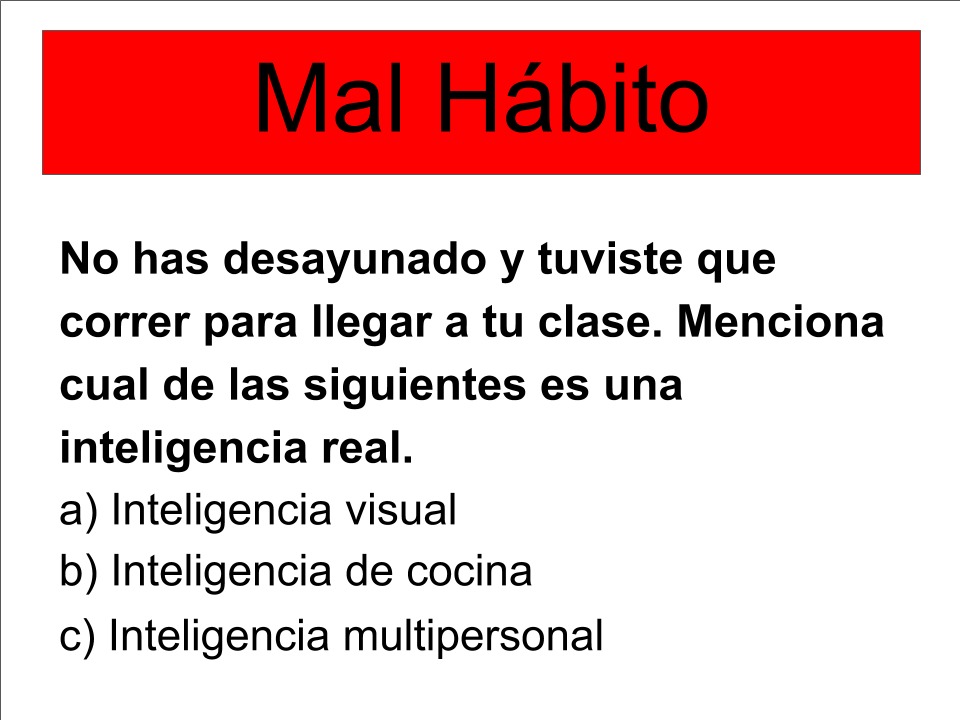 Mal Hábito
No has desayunado y tuviste que
correr para llegar a tu clase. Menciona
cual de las siguientes es una
inteligencia real.
a) Inteligencia visual
b) Inteligencia de cocina
c) Inteligencia multipersonal